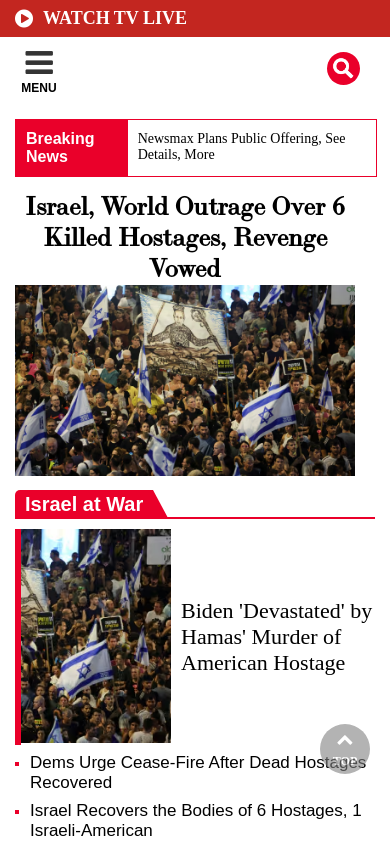 WATCH TV LIVE
MENU
Breaking
News
Newsmax Plans Public Offering, See
Details, More
Israel, World Outrage Over 6
Killed Hostages, Revenge
Vowed
Israel at War
Biden 'Devastated' by
Hamas' Murder of
American Hostage
TOP
Dems Urge Cease-Fire After Dead Hostages
Recovered
Israel Recovers the Bodies of 6 Hostages, 1
Israeli-American